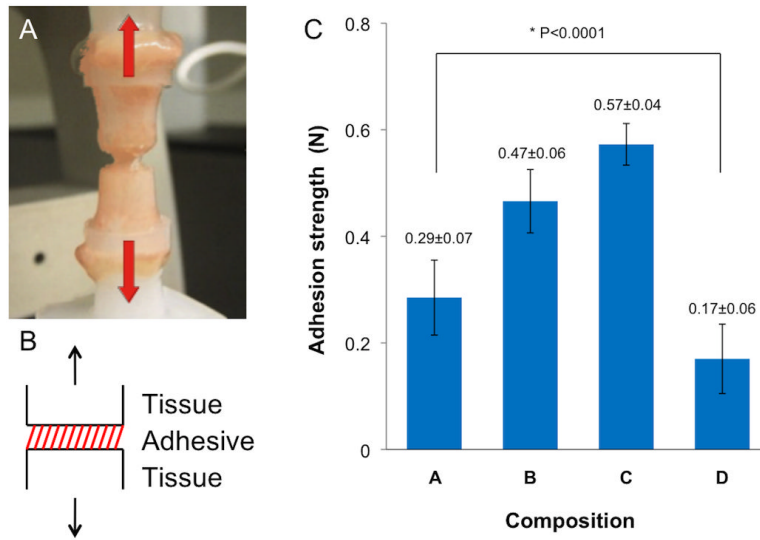 A
B
Tissue
Adhesive
Tissue
C
* P<0.0001
Adhesion strength (N)
0.8
0.6
0.4
0.2
0
0.29±0.07
0.47±0.06
0.57±0.04
0.17±0.06
A B C D
Composition